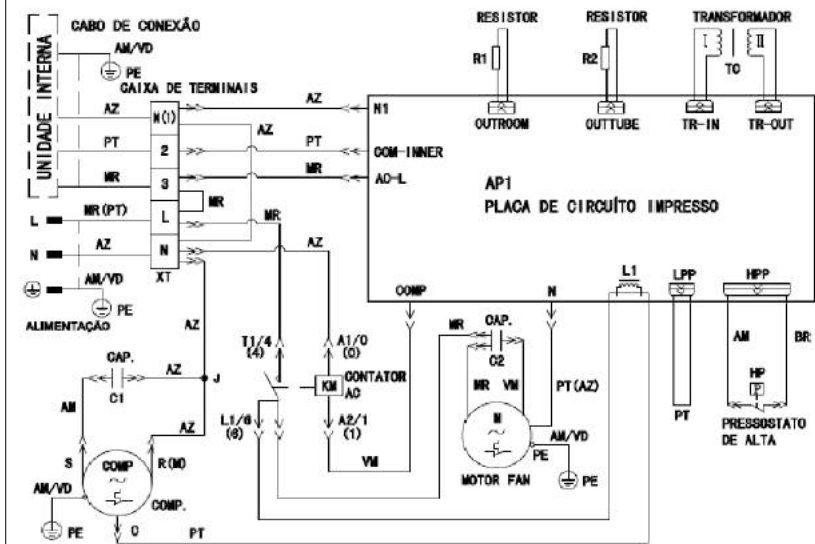 CABO DE CONEXÃO
RESISTOR
RESISTOR
TRANSFORMADOR
AM/VD
PE
R1
R2
I
II
TC
UNIDADE INTERNA
CAIXA DE TERMINAIS
AZ
N(1)
AZ
N1
OUTROOM
OUTTUBE
TR-IN
TR-OUT
AZ
PT
2
PT
COM-INNER
MR
3
MR
AC-L
AP1
PLACA DE CIRCUÍTO IMPRESSO
L
MR(PT)
L
MR
MR
N
AZ
N
AZ
XT
L1
LPP
HPP
AM/VD
PE
COMP
N
ALIMENTAÇÃO
AZ
T1/4
(4)
A1/0
(0)
MR
CAP.
C2
AM
BR
CAP.
C1
AZ
J
KM
CONTATOR
AC
MR
VM
PT(AZ)
HP
P
AM
L1/6
(6)
A2/1
(1)
M
PT
PRESSOSTATO
DE ALTA
AZ
S
COMP
R(M)
VM
AM/VD
PE
MOTOR FAN
PE
AM/VD
COMP.
PE
C
PT